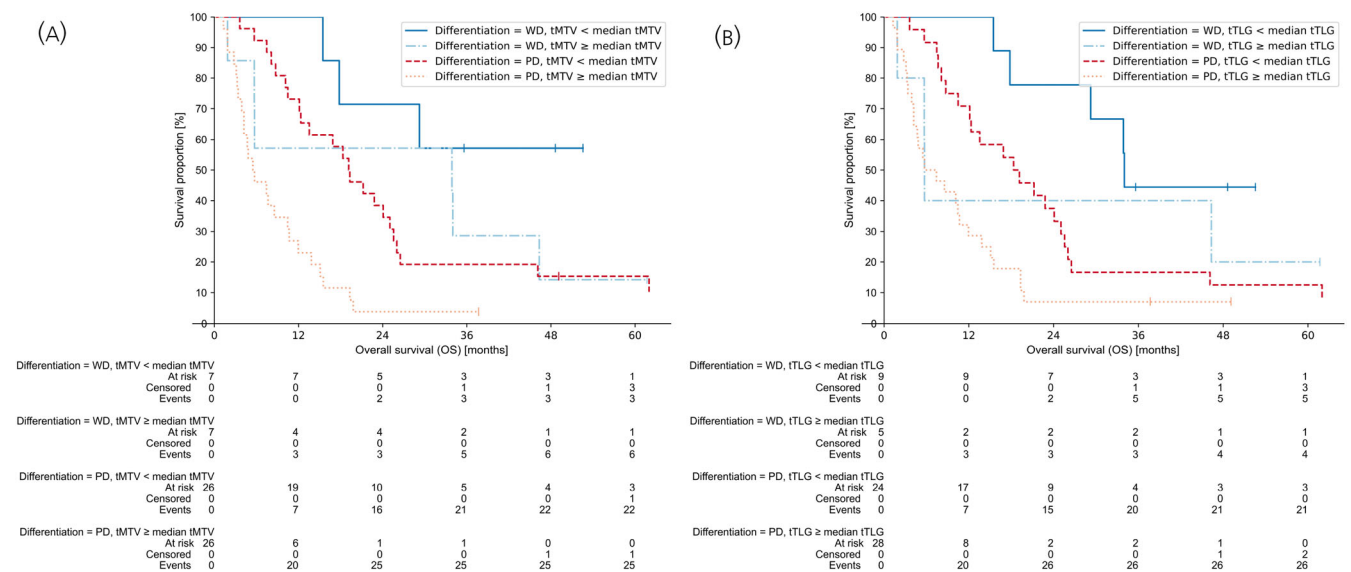 (A)
Differentiation = WD, tMTV < median tMTV
Differentiation = WD, tMTV ≥ median tMTV
Differentiation = PD, tMTV < median tMTV
Differentiation = PD, tMTV ≥ median tMTV
Survival proportion [%]
100
90
80
70
60
50
40
30
20
10
0
0 12 24 36 48 60
Overall survival (OS) [months]
Differentiation = WD, tMTV < median tMTV
At risk 7 7 5 3 3 1
Censored 0 0 0 1 1 3
Events 0 0 2 3 3 3
Differentiation = WD, tMTV ≥ median tMTV
At risk 7 4 4 2 1 1
Censored 0 0 0 0 0 0
Events 0 3 3 5 6 6
Differentiation = PD, tMTV < median tMTV
At risk 26 19 10 5 4 3
Censored 0 0 0 0 0 1
Events 0 7 16 21 22 22
Differentiation = PD, tMTV ≥ median tMTV
At risk 26 6 1 1 0 0
Censored 0 0 0 0 1 1
Events 0 20 25 25 25 25
(B)
Differentiation = WD, tTLG < median tTLG
Differentiation = WD, tTLG ≥ median tTLG
Differentiation = PD, tTLG < median tTLG
Differentiation = PD, tTLG ≥ median tTLG
Survival proportion [%]
100
90
80
70
60
50
40
30
20
10
0
0 12 24 36 48 60
Overall survival (OS) [months]
Differentiation = WD, tTLG < median tTLG
At risk 9 9 7 3 3 1
Censored 0 0 0 1 1 3
Events 0 0 2 5 5 5
Differentiation = WD, tTLG ≥ median tTLG
At risk 5 2 2 2 1 1
Censored 0 0 0 0 0 0
Events 0 3 3 3 4 4
Differentiation = PD, tTLG < median tTLG
At risk 24 17 9 4 3 3
Censored 0 0 0 0 0 0
Events 0 7 15 20 21 21
Differentiation = PD, tTLG ≥ median tTLG
At risk 28 8 2 2 1 0
Censored 0 0 0 0 1 2
Events 0 20 26 26 26 26